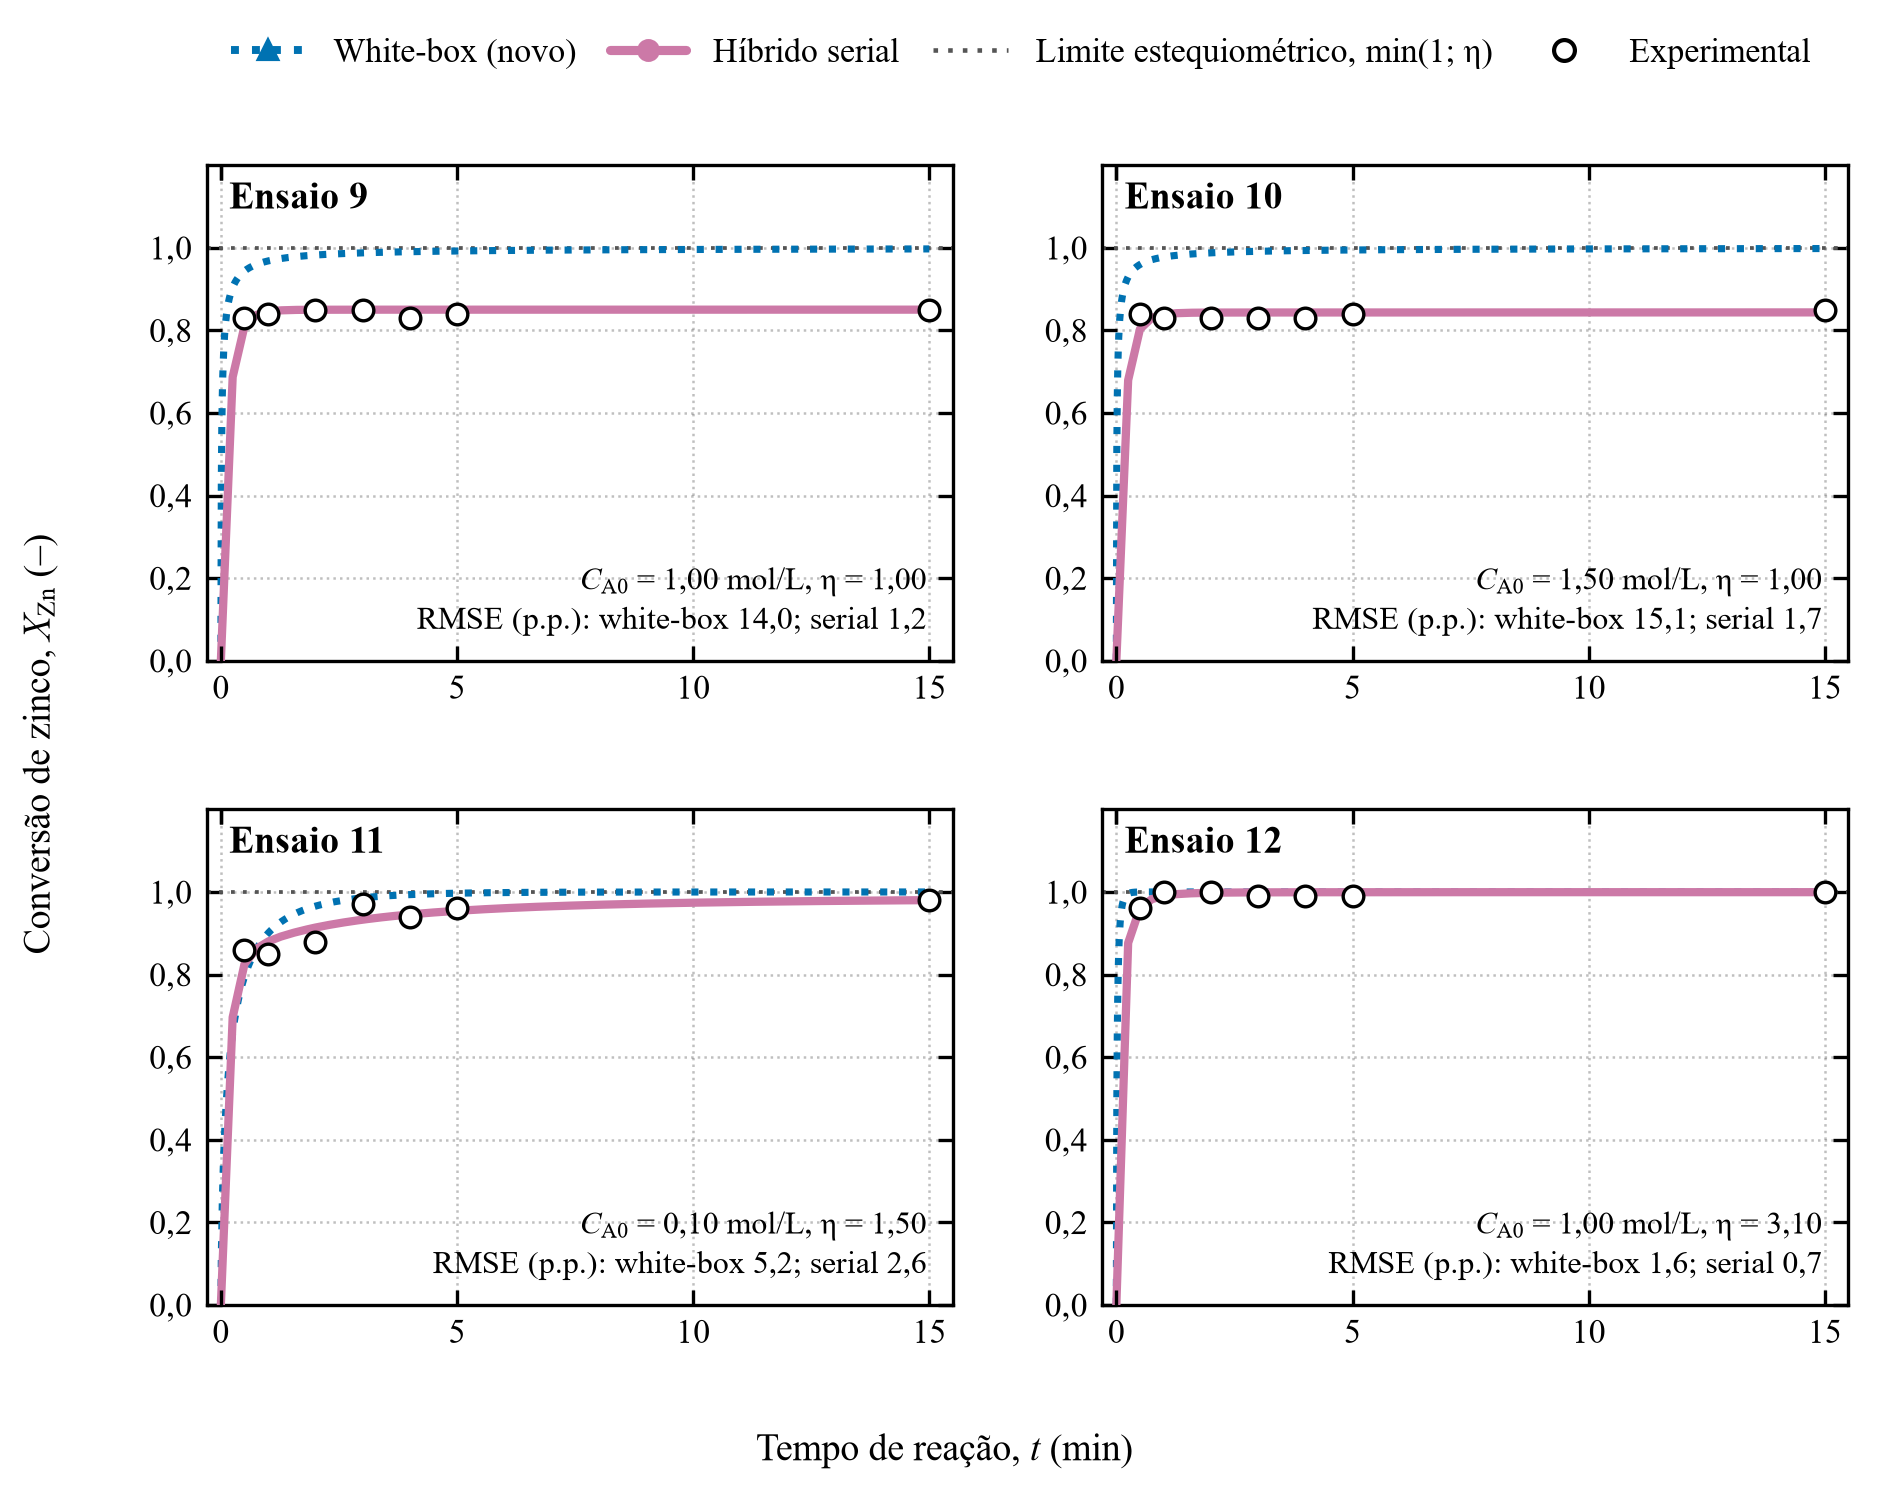 White-box (novo) Híbrido serial Limite estequiométrico, min(1; η) Experimental
Conversão de zinco, XZn (−)
Ensaio 9
1,0
0,8
0,6
0,4
0,2
0,0
CA0 = 1,00 mol/L, η = 1,00
RMSE (p.p.): white-box 14,0; serial 1,2
0 5 10 15
Ensaio 10
1,0
0,8
0,6
0,4
0,2
0,0
CA0 = 1,50 mol/L, η = 1,00
RMSE (p.p.): white-box 15,1; serial 1,7
0 5 10 15
Ensaio 11
1,0
0,8
0,6
0,4
0,2
0,0
CA0 = 0,10 mol/L, η = 1,50
RMSE (p.p.): white-box 5,2; serial 2,6
0 5 10 15
Ensaio 12
1,0
0,8
0,6
0,4
0,2
0,0
CA0 = 1,00 mol/L, η = 3,10
RMSE (p.p.): white-box 1,6; serial 0,7
0 5 10 15
Tempo de reação, t (min)